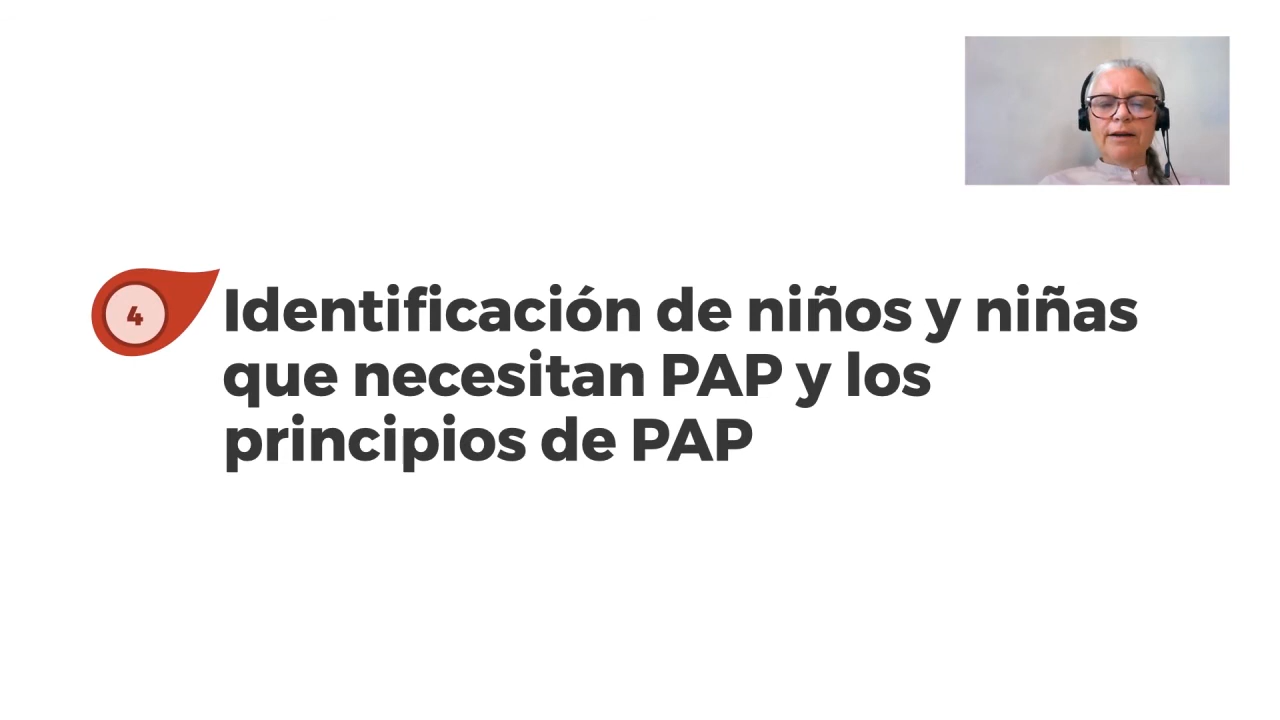 4
Identificación de niños y niñas
que necesitan PAP y los
principios de PAP